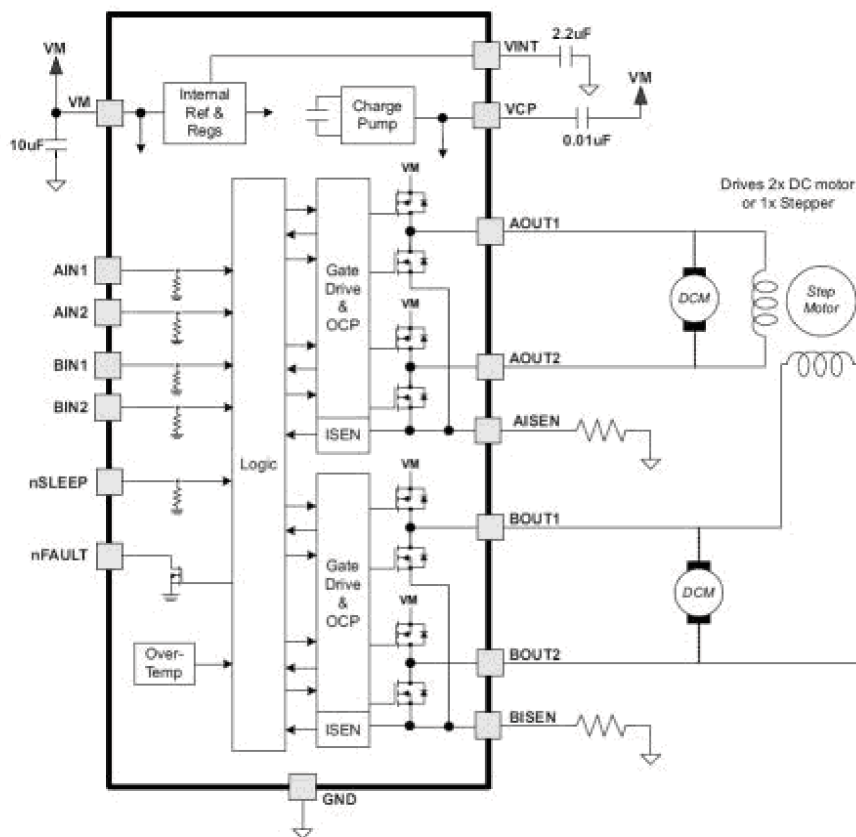 VM
VM
10uF
Internal
Ref &
Regs
Charge
Pump
VINT
2.2uF
VCP
0.01uF
VM
Drives 2x DC motor
or 1x Stepper
AIN1
AIN2
BIN1
BIN2
nSLEEP
nFAULT
Over-
Temp
Logic
VM
Gate
Drive
&
OCP
VM
ISEN
AOUT1
AOUT2
AISEN
DCM
Step
Motor
VM
Gate
Drive
&
OCP
VM
ISEN
BOUT1
BOUT2
BISEN
DCM
GND